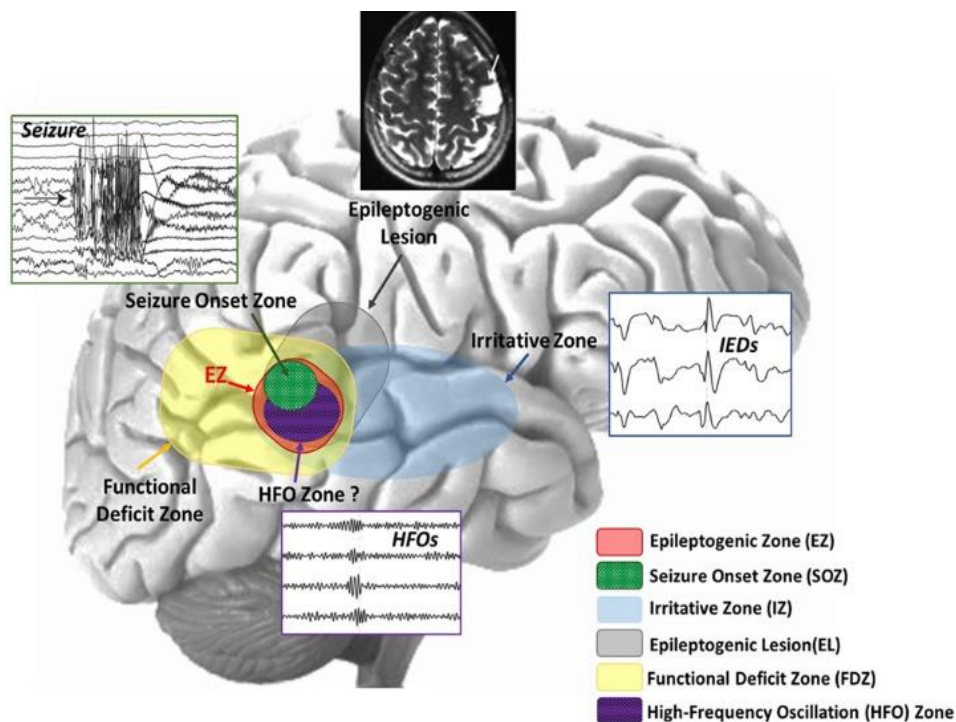 Seizure
Epileptogenic
Lesion
Seizure Onset Zone
Irritative Zone
IEDs
EZ
Functional
Deficit Zone
HFO Zone ?
HFOs
Epileptogenic Zone (EZ)
Seizure Onset Zone (SOZ)
Irritative Zone (IZ)
Epileptogenic Lesion(EL)
Functional Deficit Zone (FDZ)
High-Frequency Oscillation (HFO) Zone